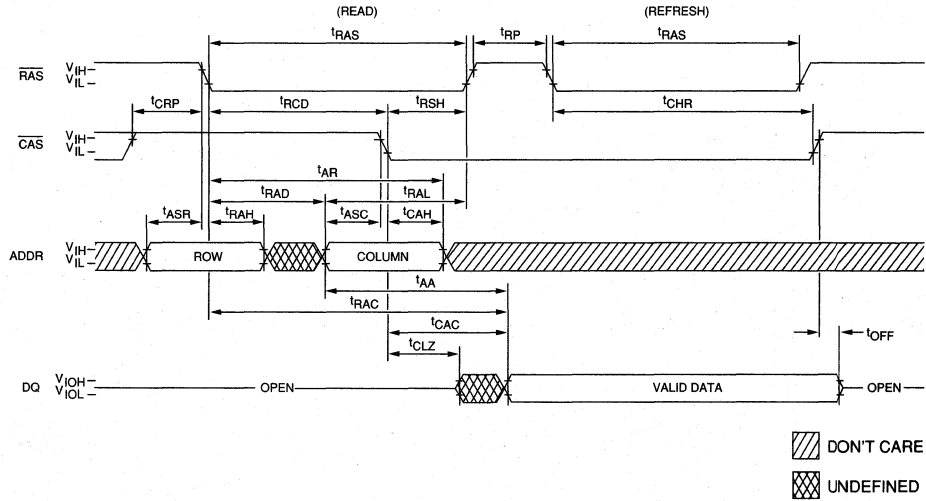 (READ) (REFRESH)
tRAS tRP tRAS
RAS VIH
VIL
tCRP tRCD tRSH tCHR
CAS VIH
VIL
tAR
tRAD tRAL
tASR tRAH tASC tCAH
ADDR VIH
VIL
ROW COLUMN
tAA
tRAC
tCAC
tCLZ tOFF
DQ VIOH
VIOL
OPEN VALID DATA OPEN
DON'T CARE
UNDEFINED